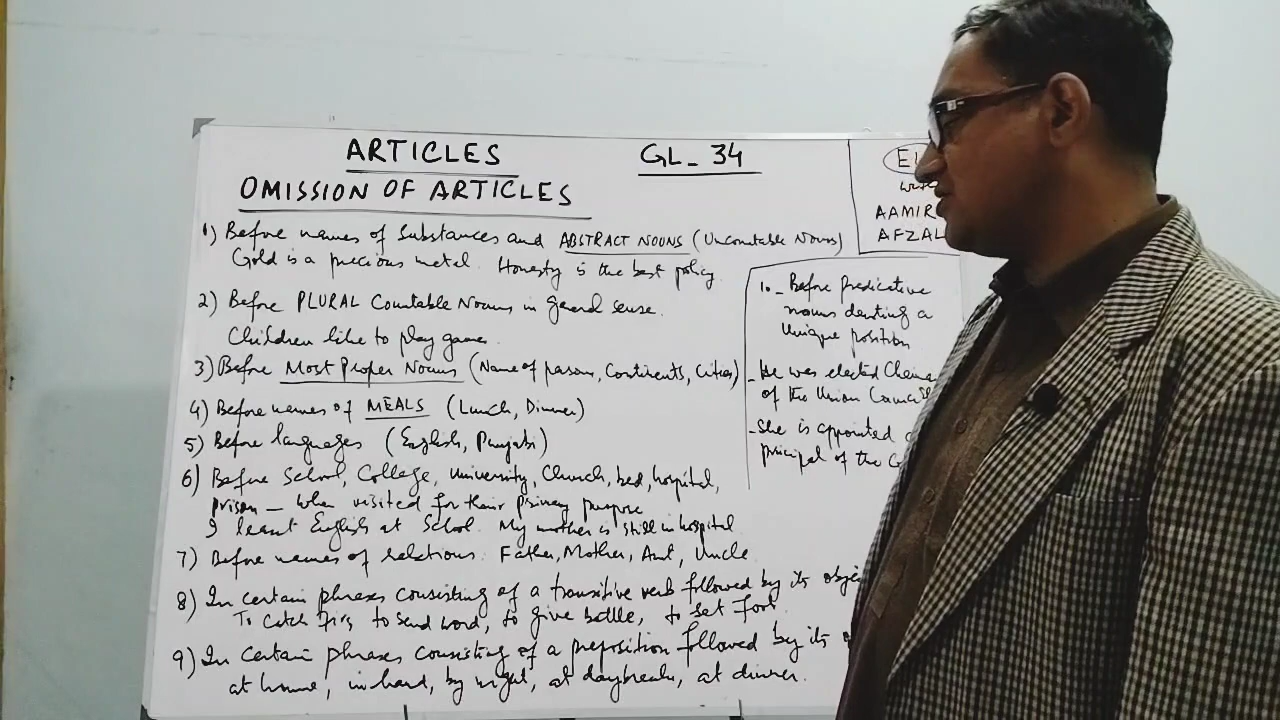 ARTICLES
GL - 34
OMISSION OF ARTICLES
AAMIR
AFZAL
1) Before names of Substances and ABSTRACT NOUNS (Uncountable Nouns)
Gold is a precious metal. Honesty is the best policy.
2) Before PLURAL Countable Nouns in general sense.
Children like to play games.
3) Before Most Proper Nouns (Name of persons, Continents, Cities)
4) Before names of MEALS (Lunch, Dinner)
5) Before languages (English, Punjabi)
6) Before School, College, University, Church, bed, hospital,
prison — when visited for their primary purpose
I learnt English at School. My mother is still in hospital
7) Before names of relations. Father, Mother, Aunt, Uncle
8) In certain phrases consisting of a transitive verb followed by its
To Catch fire, to send word, to give battle, to set foot.
9) In certain phrases consisting of a preposition followed by its
at home, in hand, by night, at daybreak, at dinner.
10 - Before Predicative
nouns denoting a
Unique position
- He was elected
of the Union Council
- She is appointed
principal of the